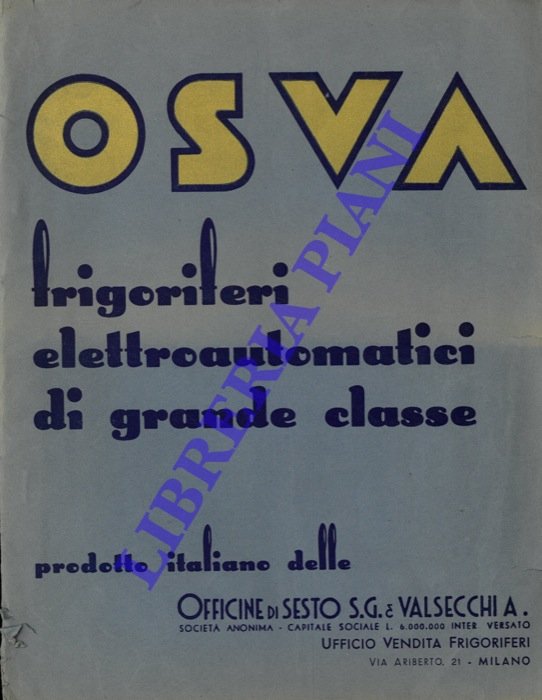 OSVA
frigoriferi
elettroautomatici
di grande classe
LIBRERIA PIANI
prodotto italiano delle
OFFICINE DI SESTO S.G. È VALSECCHI A.
SOCIETÀ ANONIMA - CAPITALE SOCIALE L. 6.000.000 INTER. VERSATO
UFFICIO VENDITA FRIGORIFERI
VIA ARIBERTO, 21 - MILANO